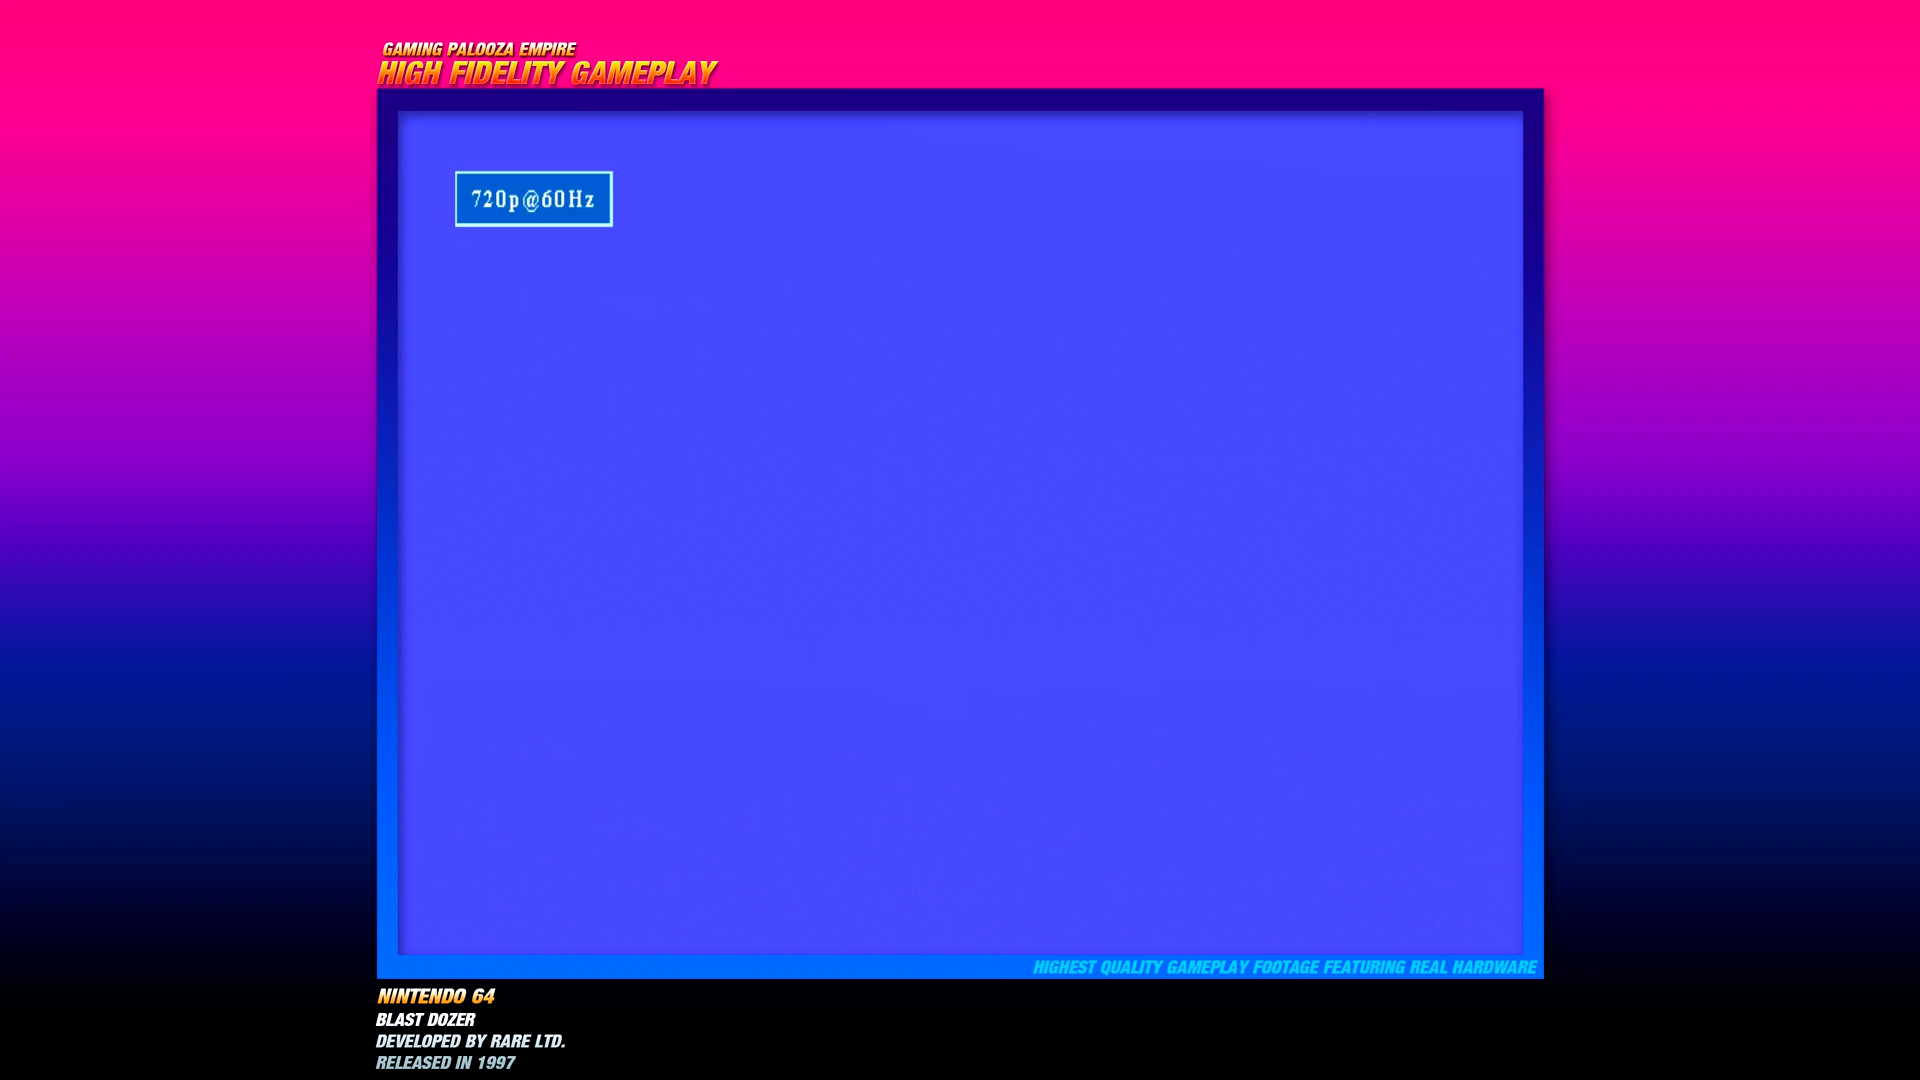 GAMING PALOOZA EMPIRE
HIGH FIDELITY GAMEPLAY
720p@60Hz
HIGHEST QUALITY GAMEPLAY FOOTAGE FEATURING REAL HARDWARE
NINTENDO 64
BLAST DOZER
DEVELOPED BY RARE LTD.
RELEASED IN 1997